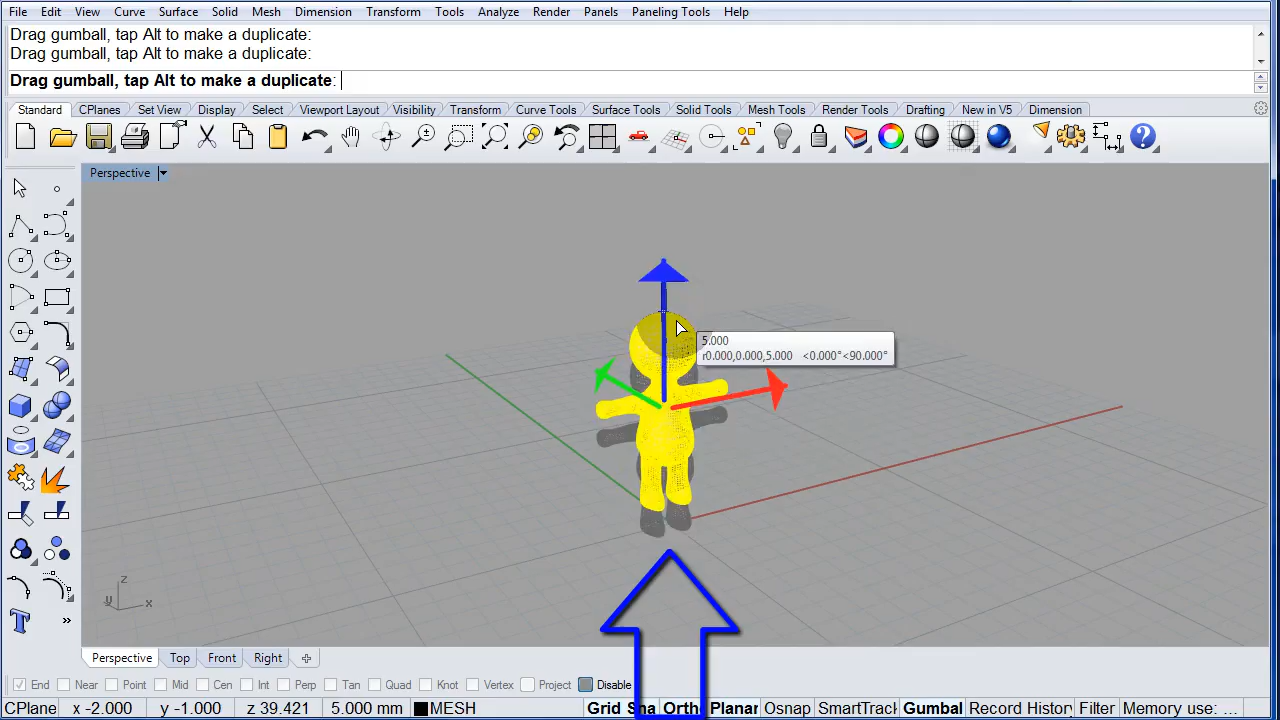 File Edit View Curve Surface Solid Mesh Dimension Transform Tools Analyze Render Panels Paneling Tools Help
Drag gumball, tap Alt to make a duplicate:
Drag gumball, tap Alt to make a duplicate:
Drag gumball, tap Alt to make a duplicate:
Standard CPlanes Set View Display Select Viewport Layout Visibility Transform Curve Tools Surface Tools Solid Tools Mesh Tools Render Tools Drafting New in V5 Dimension
Perspective
5.000
r0.000,0.000,5.000 <0.000°<90.000°
z
y x
Perspective Top Front Right
End Near Point Mid Cen Int Perp Tan Quad Knot Vertex Project Disable
CPlane x -2.000 y -1.000 z 39.421 5.000 mm MESH Grid Sna Ortho Planar Osnap SmartTrack Gumbal Record History Filter Memory use: ...